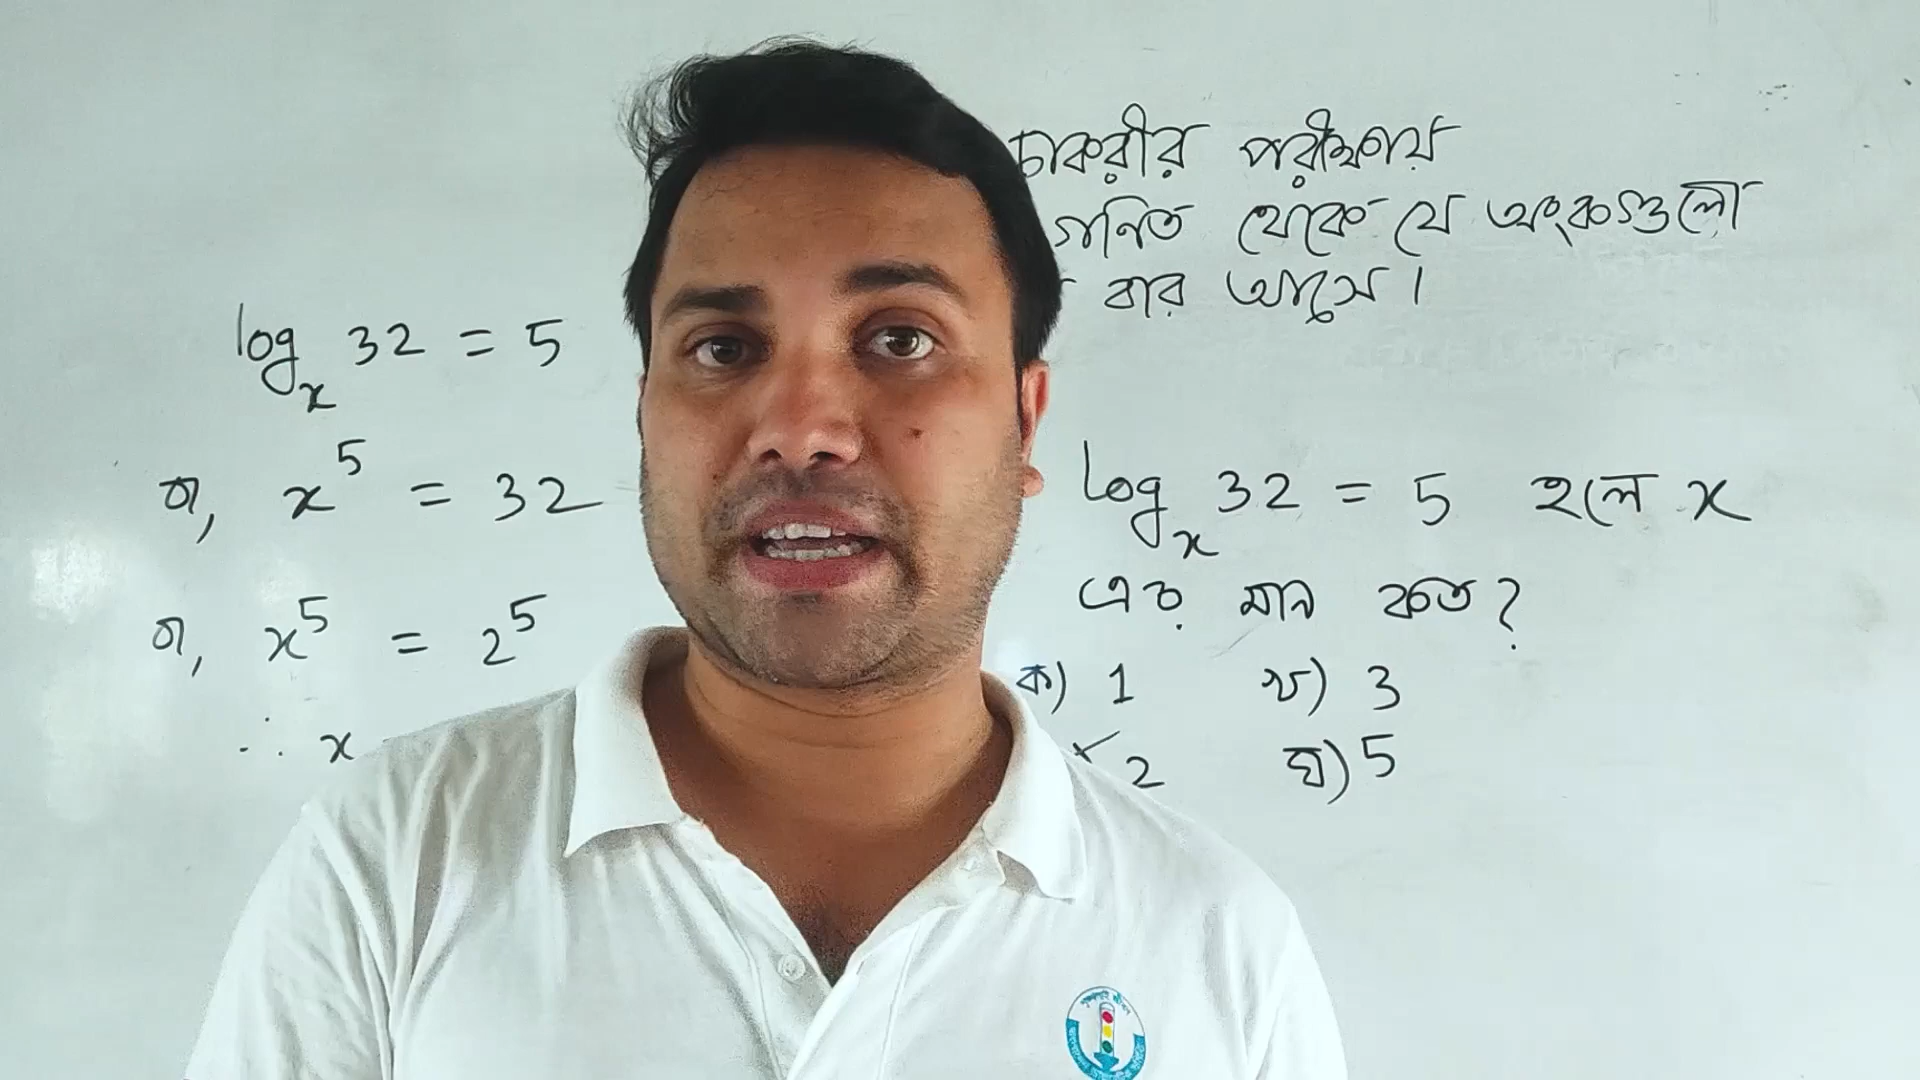 চাকরীর পরীক্ষায়
গনিত থেকে যে অংকগুলো
বার আসে।
log_x 32 = 5
বা, x^5 = 32
বা, x^5 = 2^5
∴ x
log_x 32 = 5 হলে x
এর মান কত?
ক) 1 খ) 3
2 ঘ) 5